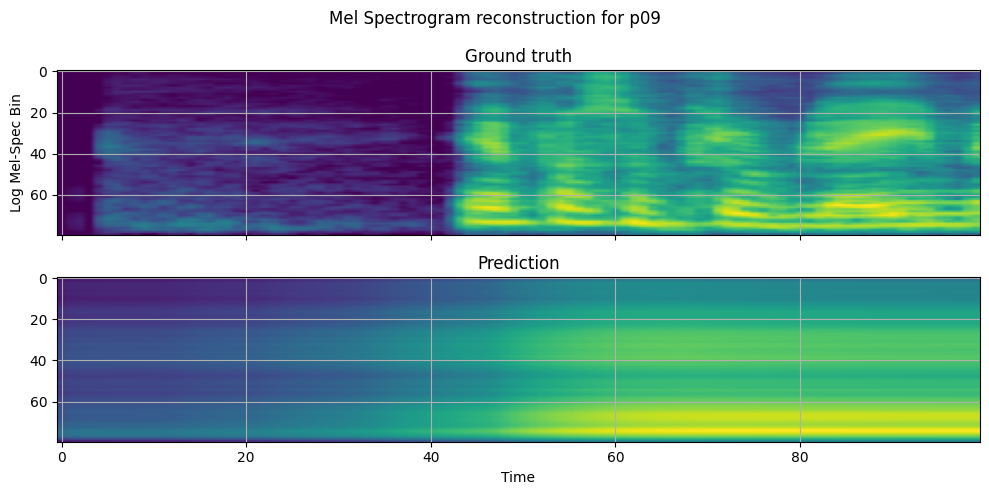 Mel Spectrogram reconstruction for p09
Ground truth
0
20
40
60
Log Mel-Spec Bin
Prediction
0
20
40
60
0 20 40 60 80
Time